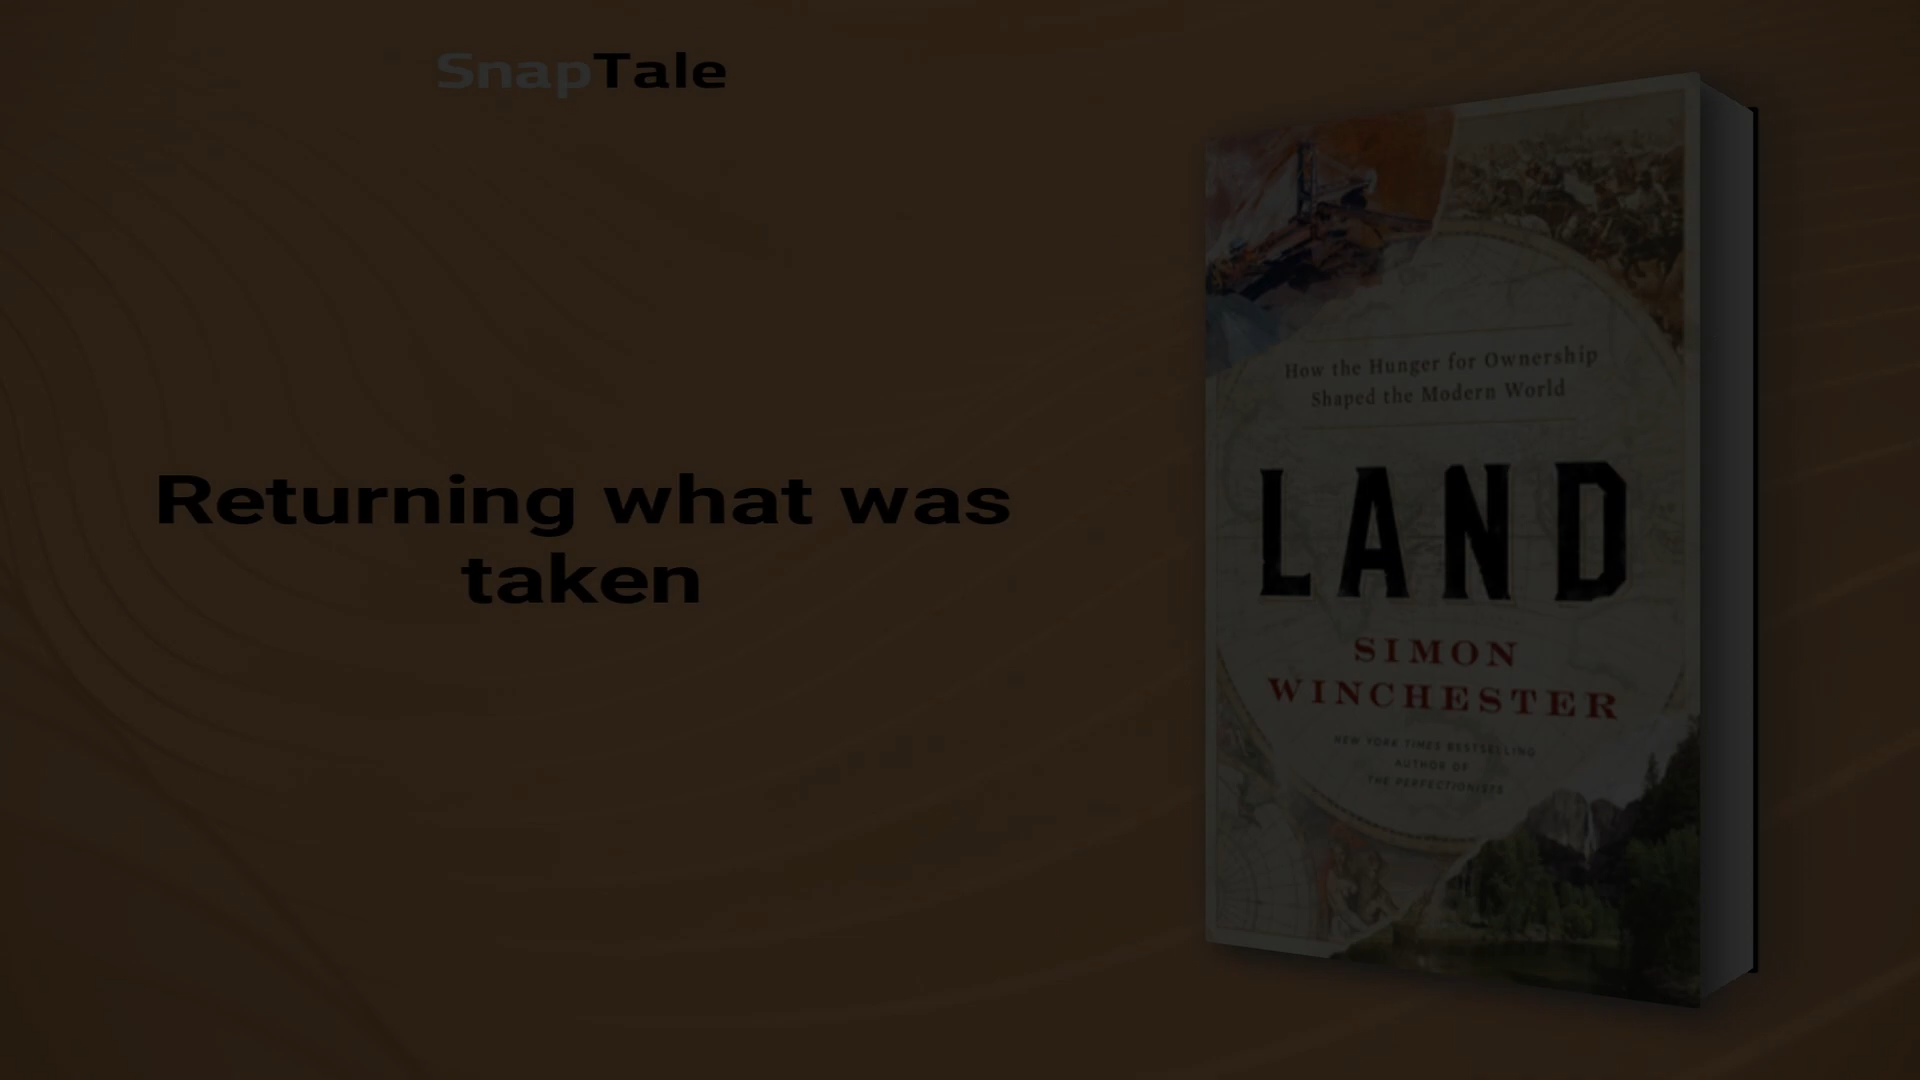 SnapTale
Returning what was
taken
How the Hunger for Ownership
Shaped the Modern World
LAND
SIMON
WINCHESTER
NEW YORK TIMES BESTSELLING
AUTHOR OF
THE PERFECTIONISTS